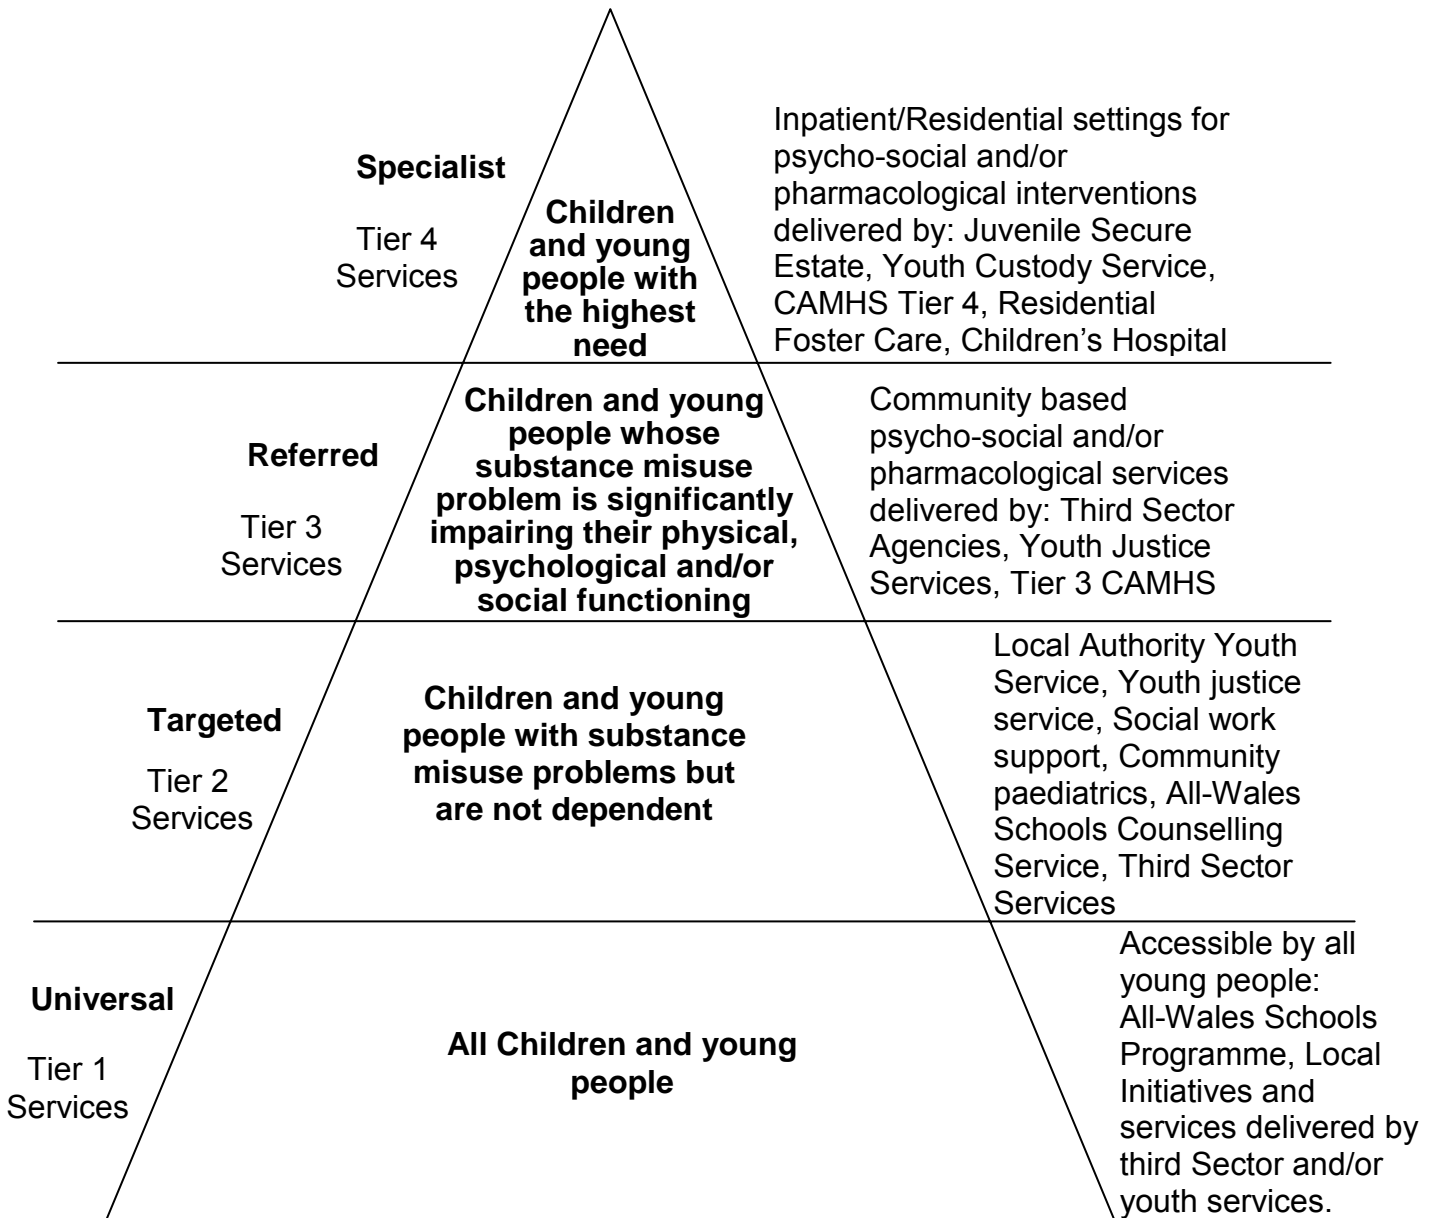 Specialist
Tier 4
Services
Children
and young
people with
the highest
need
Inpatient/Residential settings for
psycho-social and/or
pharmacological interventions
delivered by: Juvenile Secure
Estate, Youth Custody Service,
CAMHS Tier 4, Residential
Foster Care, Children’s Hospital
Referred
Tier 3
Services
Children and young
people whose
substance misuse
problem is significantly
impairing their physical,
psychological and/or
social functioning
Community based
psycho-social and/or
pharmacological services
delivered by: Third Sector
Agencies, Youth Justice
Services, Tier 3 CAMHS
Targeted
Tier 2
Services
Children and young
people with substance
misuse problems but
are not dependent
Local Authority Youth
Service, Youth justice
service, Social work
support, Community
paediatrics, All-Wales
Schools Counselling
Service, Third Sector
Services
Universal
Tier 1
Services
All Children and young
people
Accessible by all
young people:
All-Wales Schools
Programme, Local
Initiatives and
services delivered by
third Sector and/or
youth services.